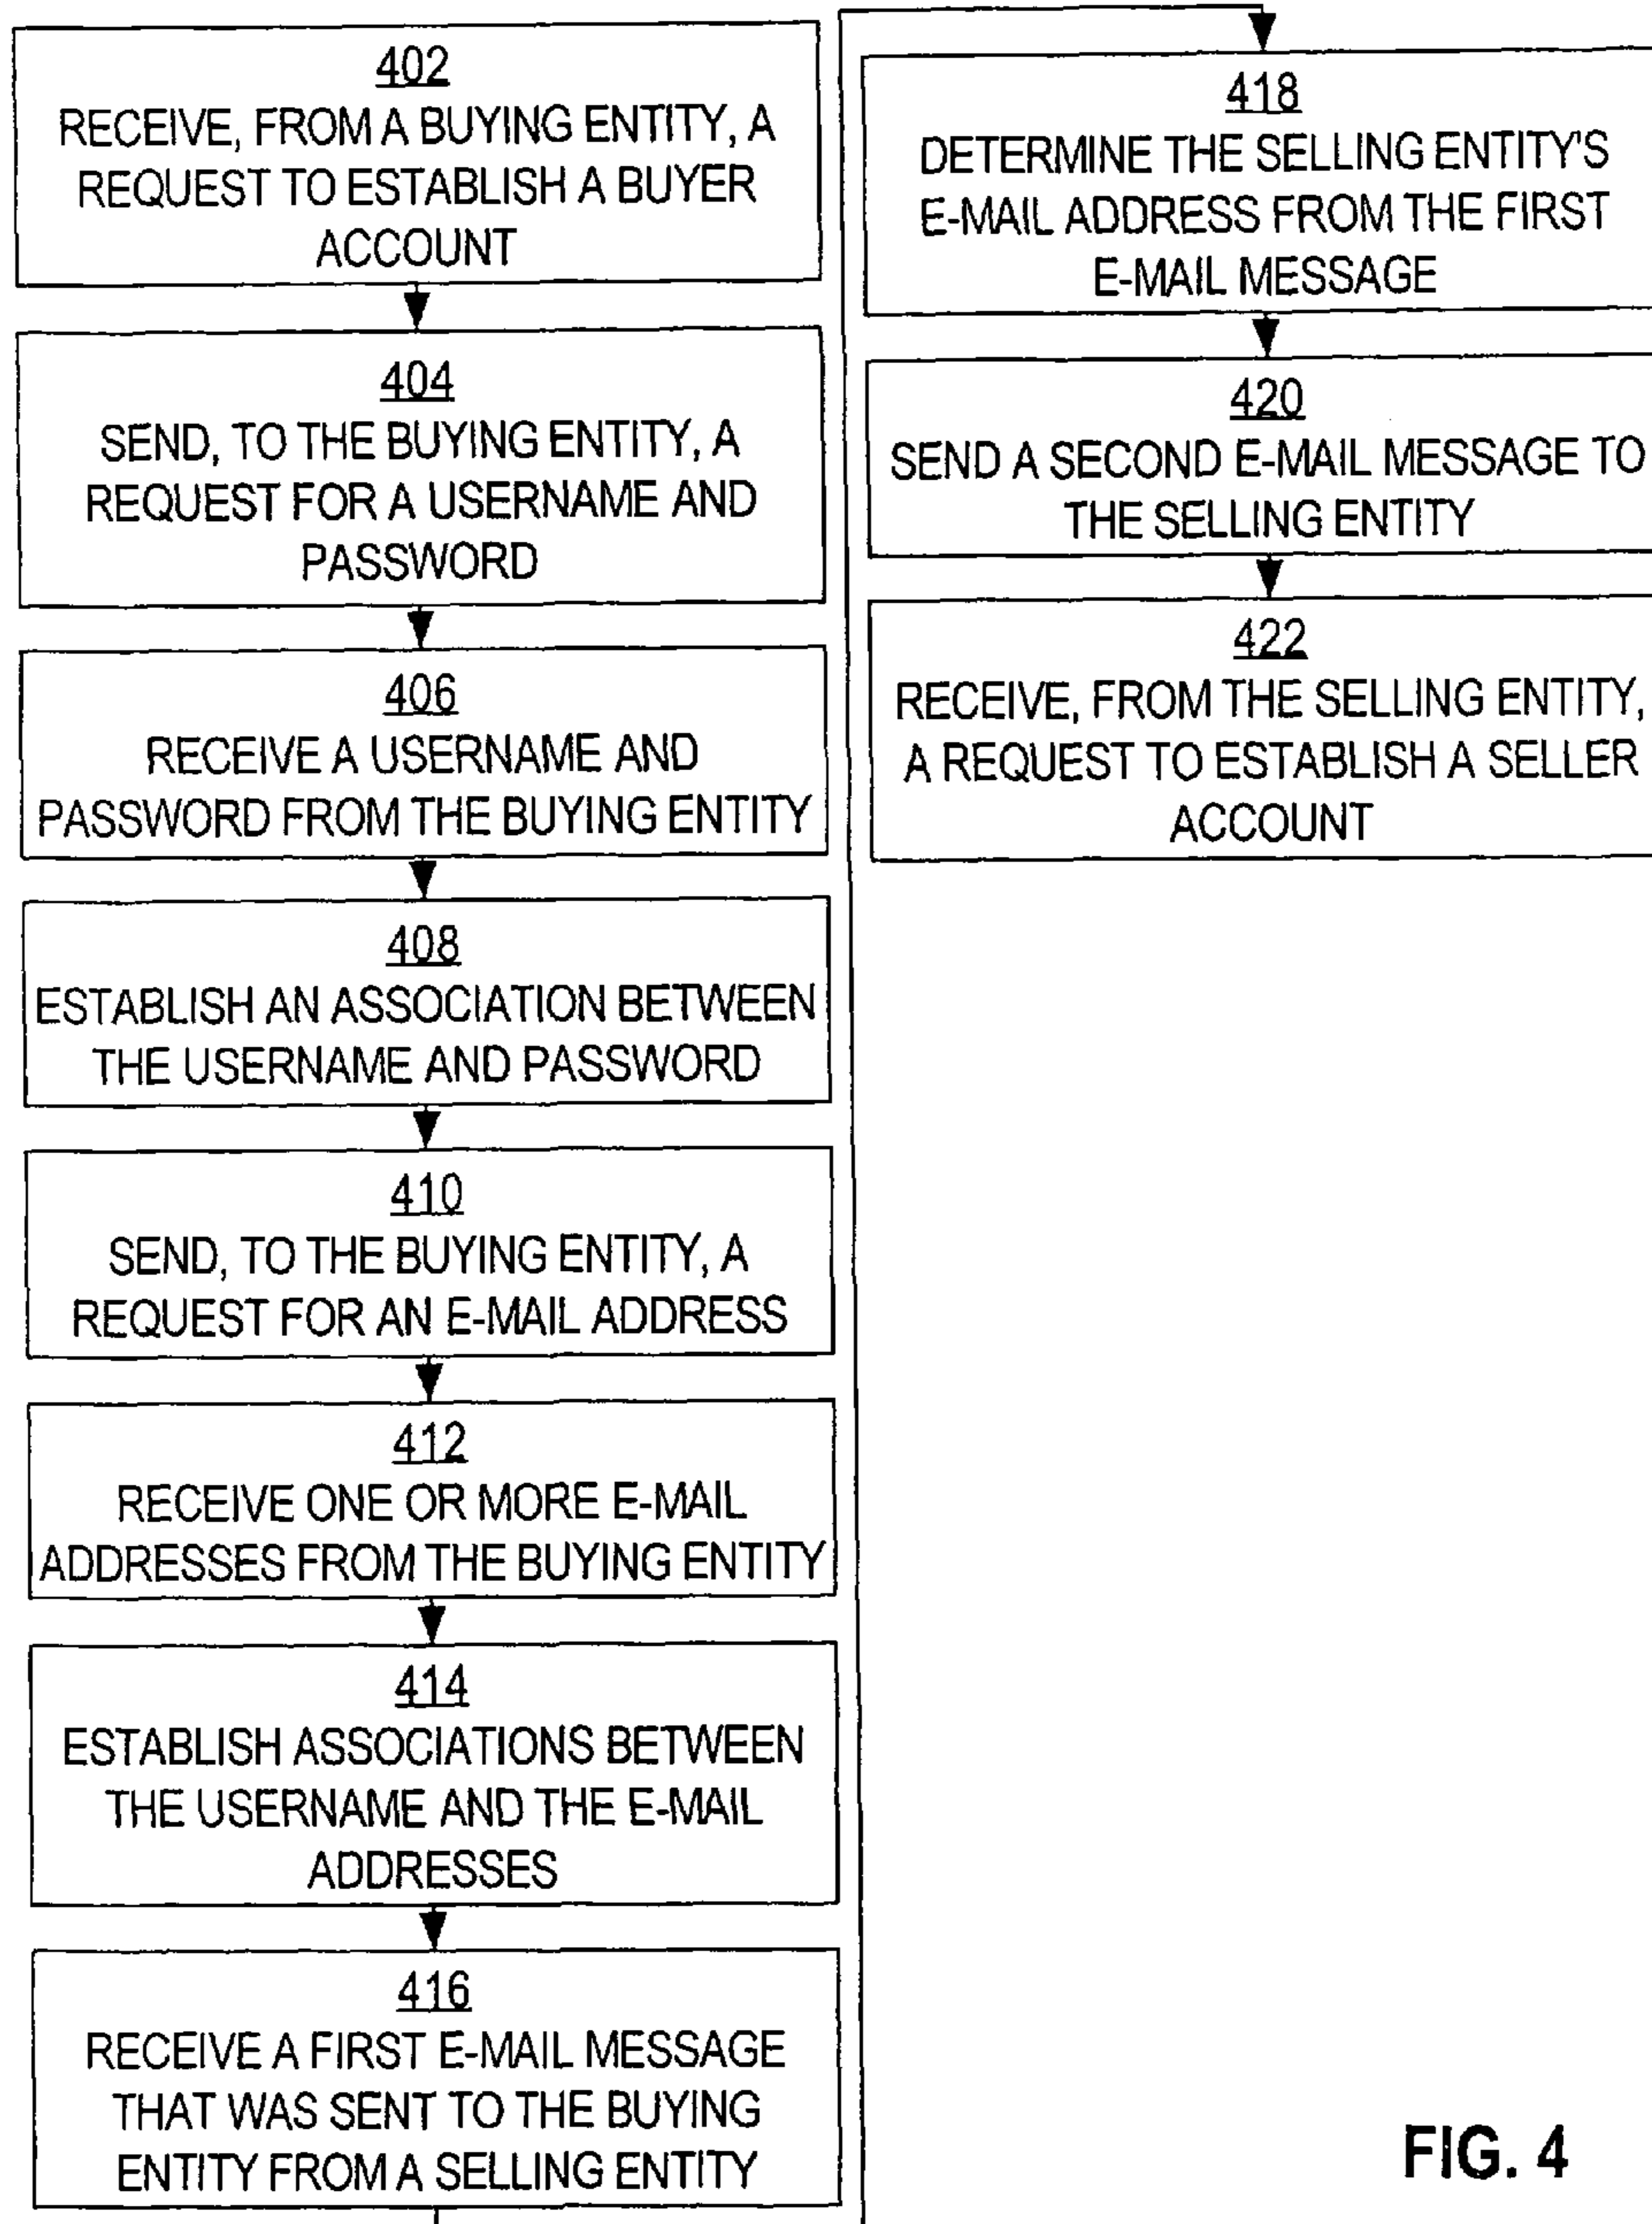 402
RECEIVE, FROM A BUYING ENTITY, A
REQUEST TO ESTABLISH A BUYER
ACCOUNT
404
SEND, TO THE BUYING ENTITY, A
REQUEST FOR A USERNAME AND
PASSWORD
406
RECEIVE A USERNAME AND
PASSWORD FROM THE BUYING ENTITY
408
ESTABLISH AN ASSOCIATION BETWEEN
THE USERNAME AND PASSWORD
410
SEND, TO THE BUYING ENTITY, A
REQUEST FOR AN E-MAIL ADDRESS
412
RECEIVE ONE OR MORE E-MAIL
ADDRESSES FROM THE BUYING ENTITY
414
ESTABLISH ASSOCIATIONS BETWEEN
THE USERNAME AND THE E-MAIL
ADDRESSES
416
RECEIVE A FIRST E-MAIL MESSAGE
THAT WAS SENT TO THE BUYING
ENTITY FROM A SELLING ENTITY
418
DETERMINE THE SELLING ENTITY'S
E-MAIL ADDRESS FROM THE FIRST
E-MAIL MESSAGE
420
SEND A SECOND E-MAIL MESSAGE TO
THE SELLING ENTITY
422
RECEIVE, FROM THE SELLING ENTITY,
A REQUEST TO ESTABLISH A SELLER
ACCOUNT
FIG. 4